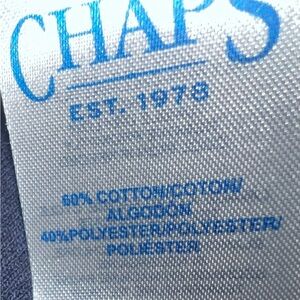 CHAPS
EST. 1978
60% COTTON/COTON/
ALGODÓN
40%POLYESTER/POLYESTER/
POLIÉSTER